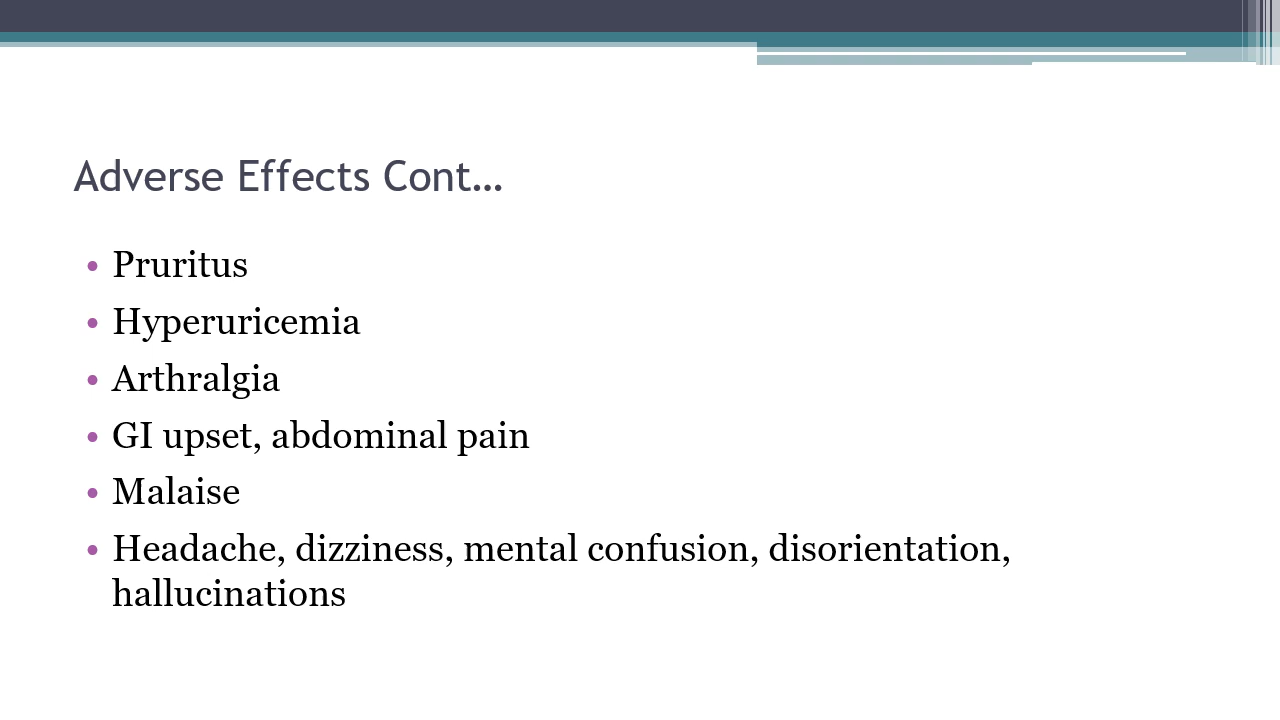 Adverse Effects Cont…
• Pruritus
• Hyperuricemia
• Arthralgia
• GI upset, abdominal pain
• Malaise
• Headache, dizziness, mental confusion, disorientation,
hallucinations